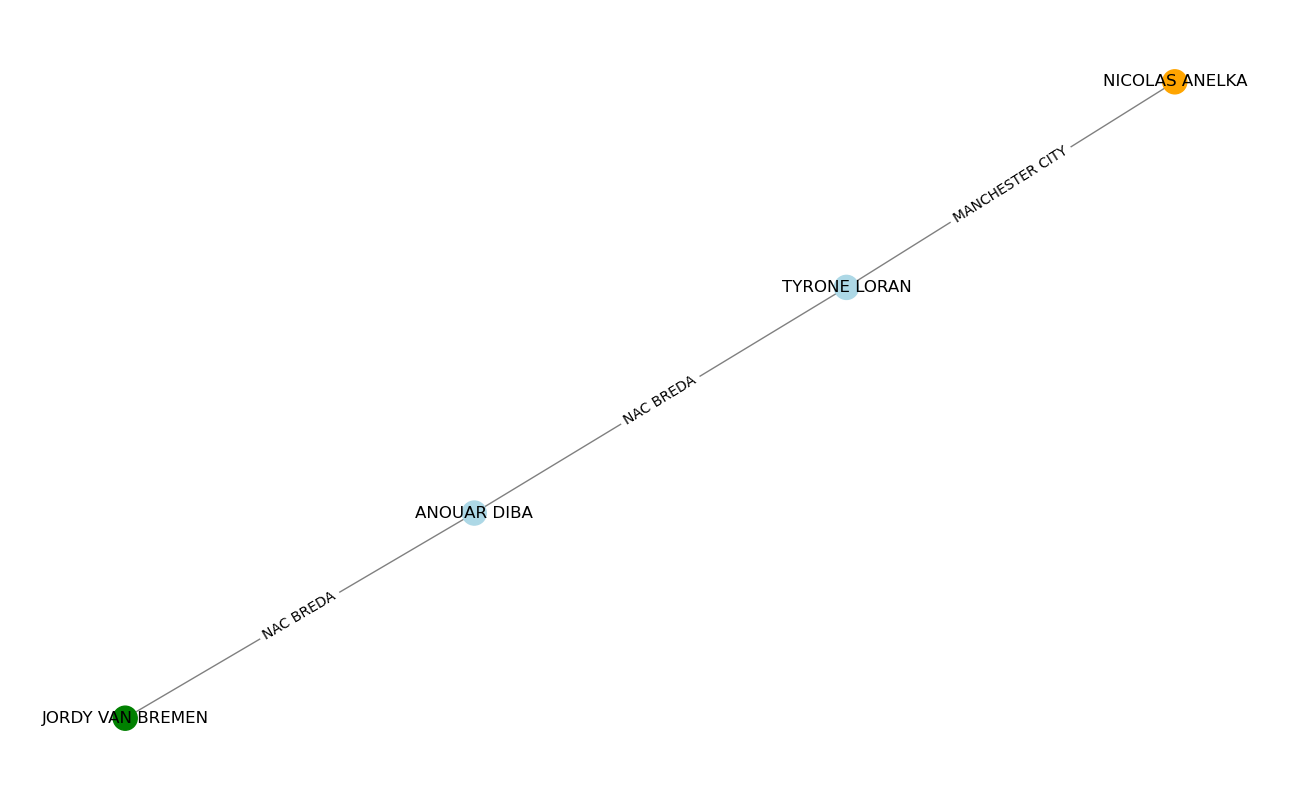 NICOLAS ANELKA
MANCHESTER CITY
TYRONE LORAN
NAC BREDA
ANOUAR DIBA
NAC BREDA
JORDY VAN BREMEN